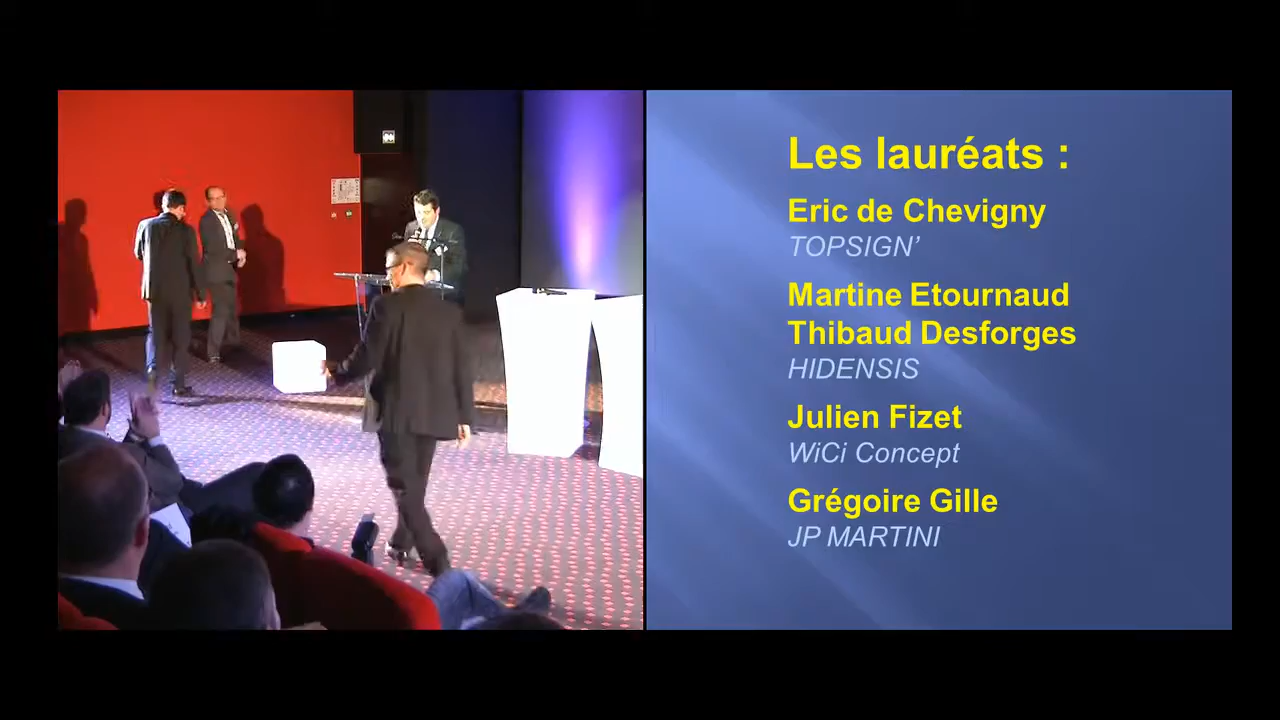 Les lauréats :
Eric de Chevigny
TOPSIGN’
Martine Etournaud
Thibaud Desforges
HIDENSIS
Julien Fizet
WiCi Concept
Grégoire Gille
JP MARTINI